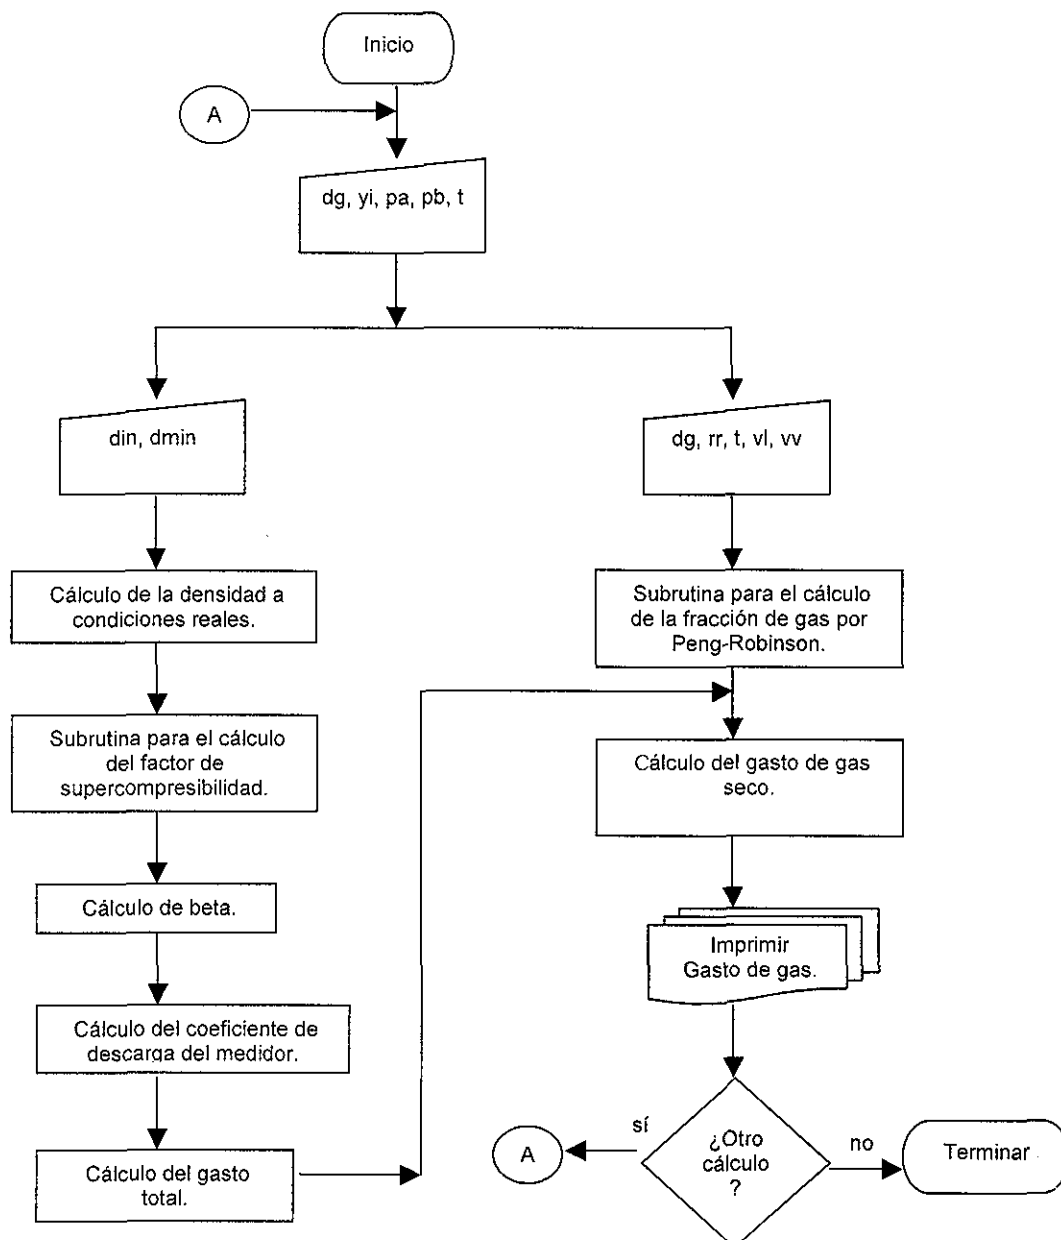 Inicio
A
dg, yi, pa, pb, t
din, dmin
Cálculo de la densidad a
condiciones reales.
Subrutina para el cálculo
del factor de
supercompresibilidad.
Cálculo de beta.
Cálculo del coeficiente de
descarga del medidor.
Cálculo del gasto
total.
dg, rr, t, vl, vv
Subrutina para el cálculo
de la fracción de gas por
Peng-Robinson.
Cálculo del gasto de gas
seco.
Imprimir
Gasto de gas.
¿Otro
cálculo
?
sí
A
no
Terminar